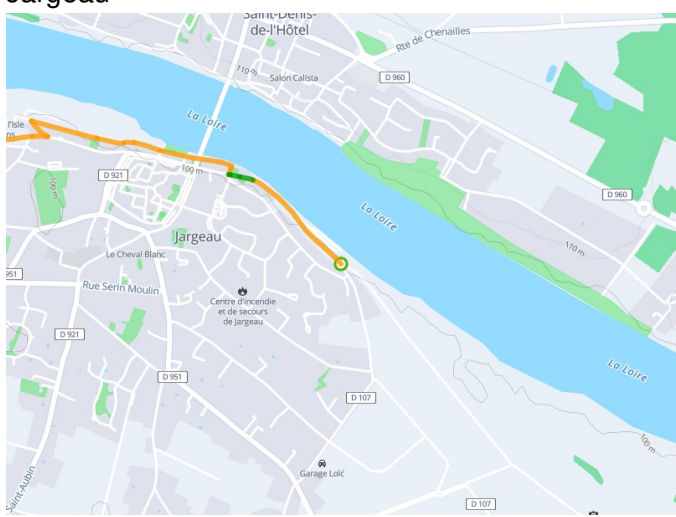 Jargeau
Saint-Denis-
de-l'Hôtel
Rte de Chenailles
110 m
Salon Calista
D 960
La Loire
l'Isle
100 m
D 921
100 m
D 960
La Loire
Jargeau
110 m
Le Cheval Blanc
951
Rue Serin Moulin
Centre d'incendie
et de secours
de Jargeau
D 921
D 951
La Loire
D 107
100 m
Garage Loïc
Saint-Aubin
D 107